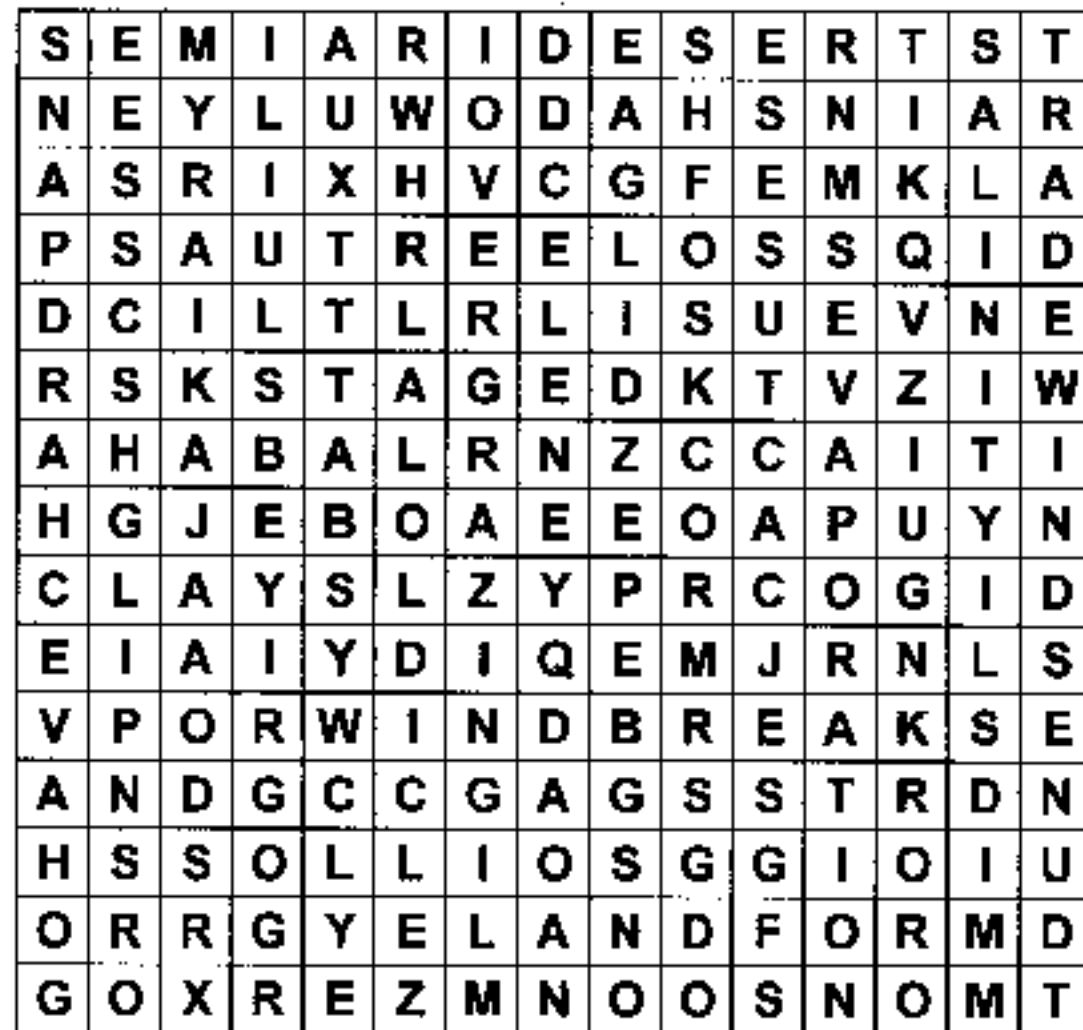 S E M I A R I D E S E R T S T
N E Y L U W O D A H S N I A R
A S R I X H V C G F E M K L A
P S A U T R E E L O S S Q I D
D C I L T L R L I S U E V N E
R S K S T A G E D K T V Z I W
A H A B A L R N Z C C A I T I
H G J E B O A E E O A P U Y N
C L A Y S L Z Y P R C O G I D
E I A I Y D I Q E M J R N L S
V P O R W I N D B R E A K S E
A N D G C C G A G S S T R D N
H S S O L L I O S G G I O I U
O R R G Y E L A N D F O R M D
G O X R E Z M N O O S N O M T